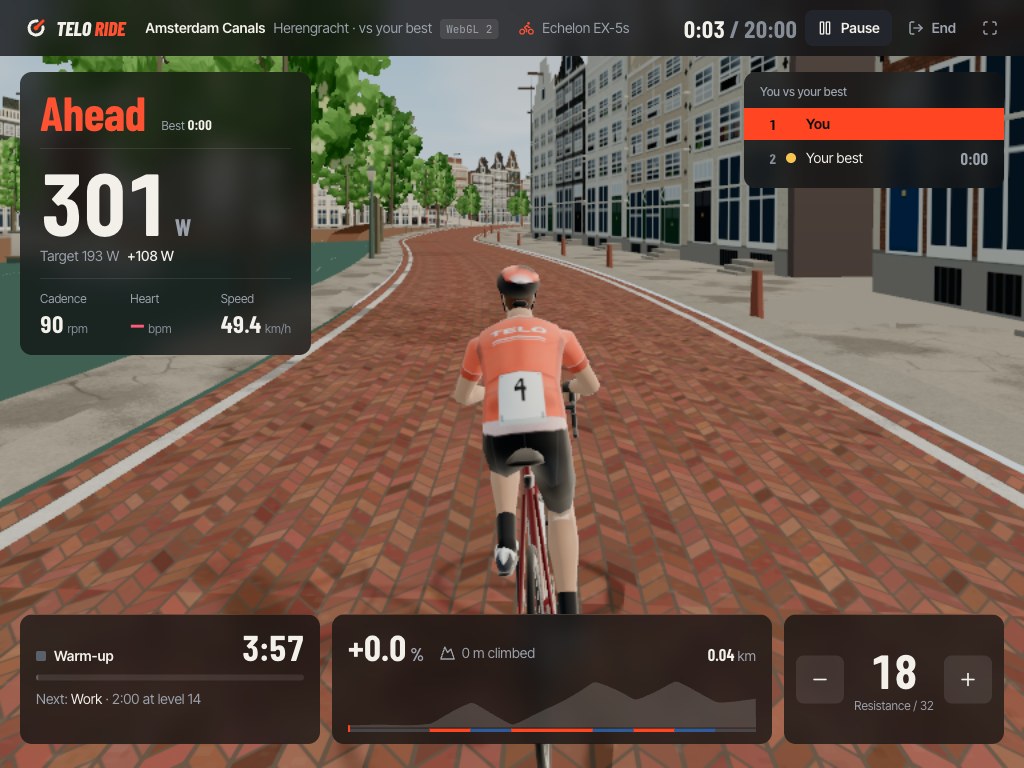 TELO RIDE Amsterdam Canals Herengracht · vs your best WebGL 2 Echelon EX-5s 0:03 / 20:00 Pause End
Ahead Best 0:00
301 W
Target 193 W +108 W
Cadence Heart Speed
90 rpm — bpm 49.4 km/h
You vs your best
1 You
2 Your best 0:00
TELO
4
Warm-up 3:57
Next: Work · 2:00 at level 14
+0.0 % 0 m climbed 0.04 km
− 18 +
Resistance / 32